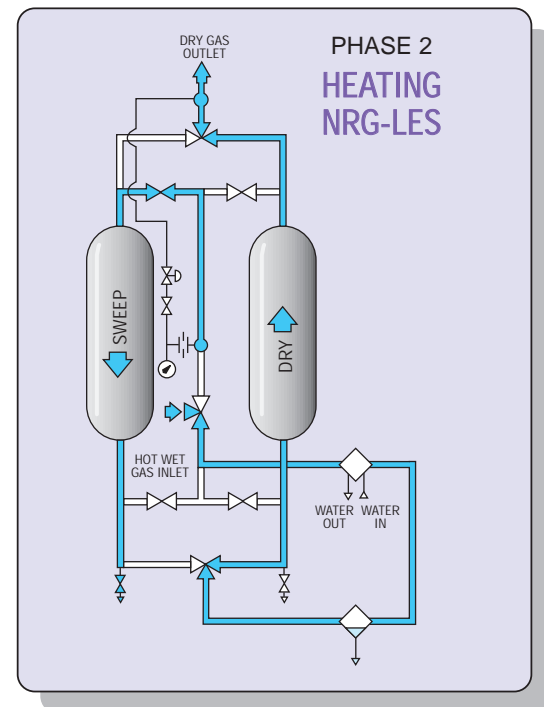 DRY GAS
OUTLET
PHASE 2
HEATING
NRG-LES
SWEEP
DRY
HOT WET
GAS INLET
WATER
OUT
WATER
IN